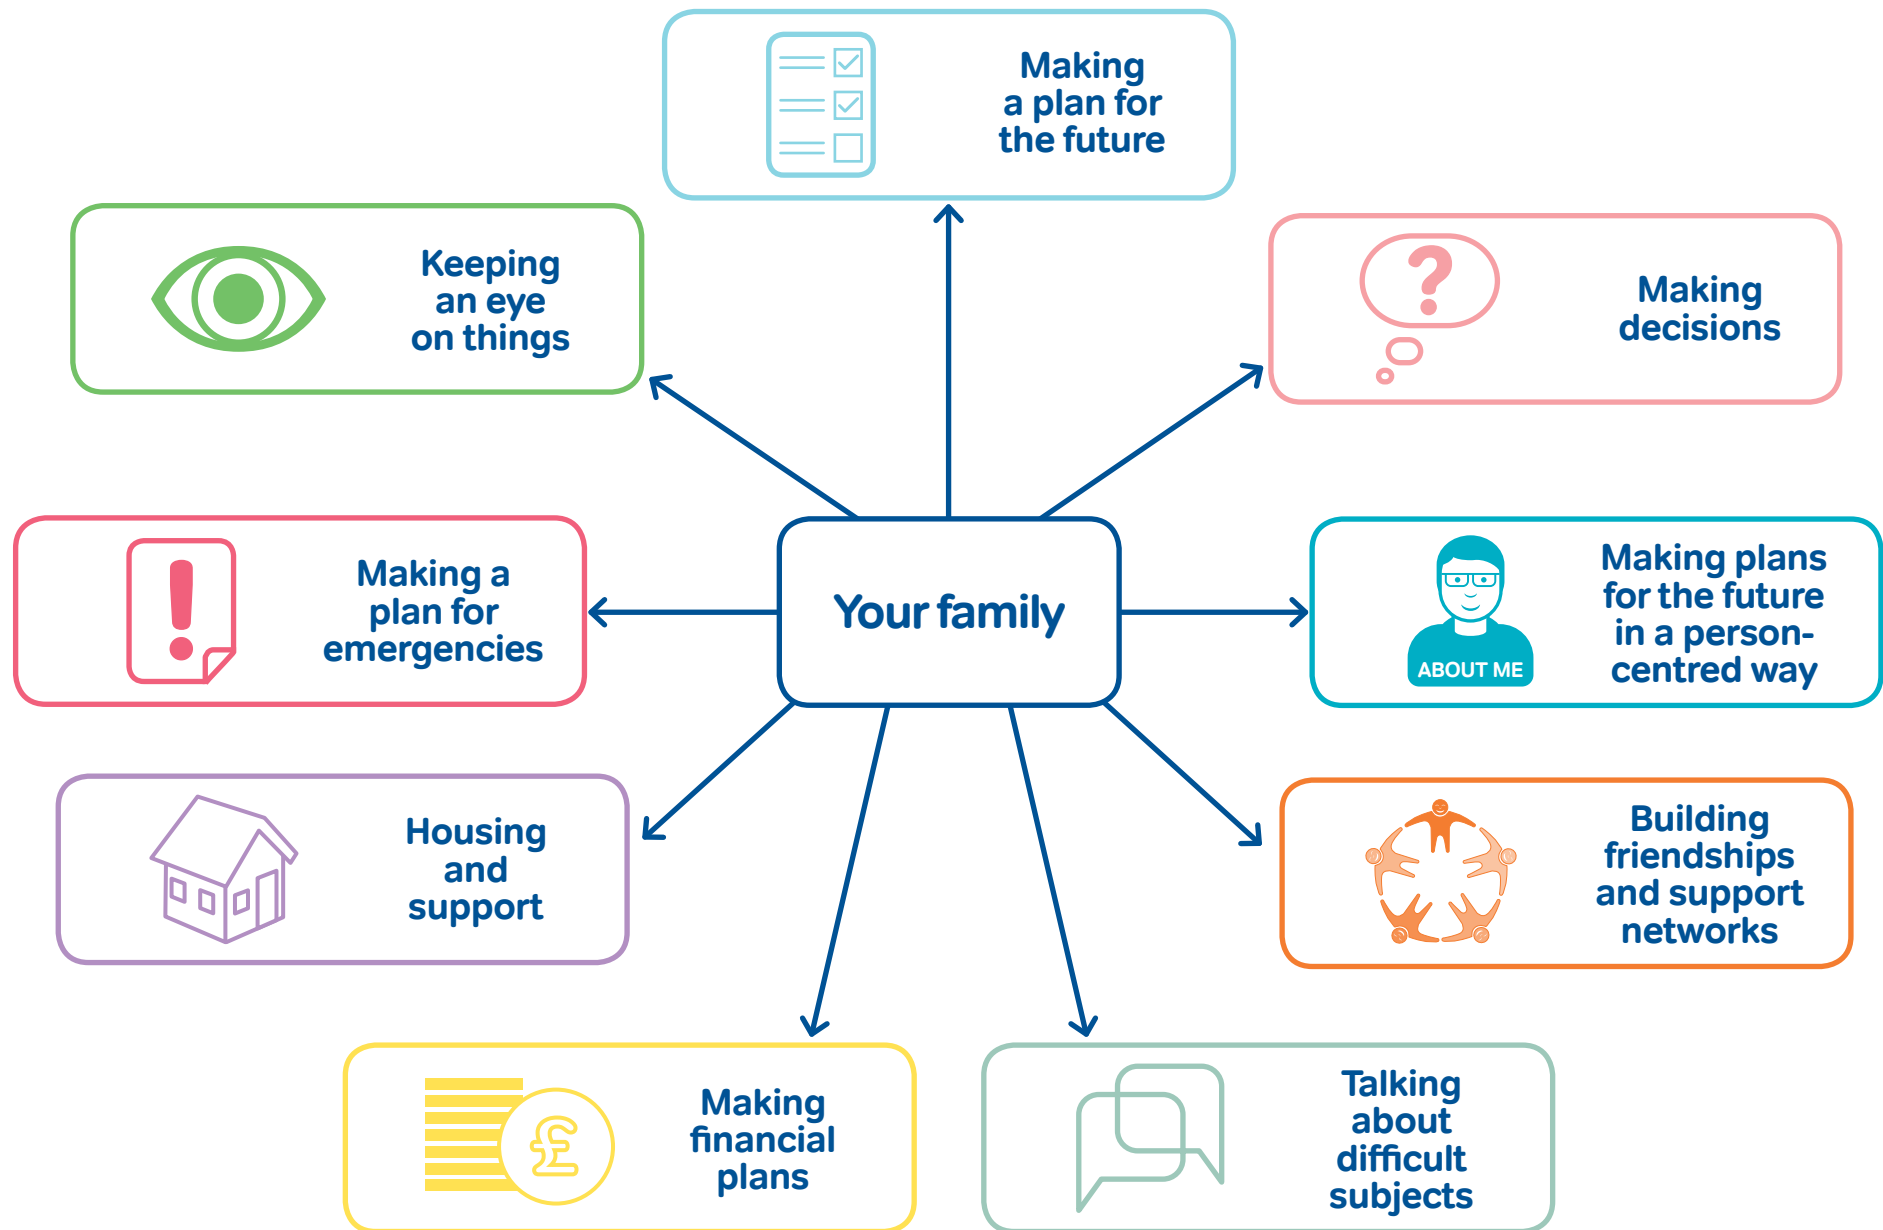 Making
a plan for
the future
Keeping
an eye
on things
?
Making
decisions
!
Making a
plan for
emergencies
Your family
ABOUT ME
Making plans
for the future
in a person-
centred way
Housing
and
support
Building
friendships
and support
networks
£
Making
financial
plans
Talking
about
difficult
subjects